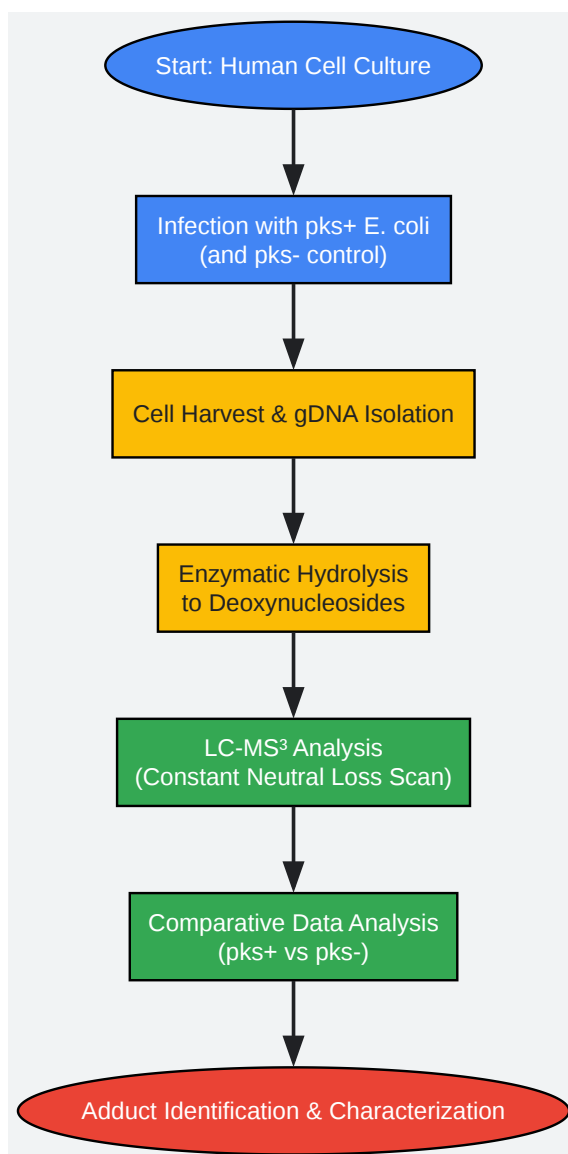 Start: Human Cell Culture
Infection with pks+ E. coli
(and pks- control)
Cell Harvest & gDNA Isolation
Enzymatic Hydrolysis
to Deoxynucleosides
LC-MS³ Analysis
(Constant Neutral Loss Scan)
Comparative Data Analysis
(pks+ vs pks-)
Adduct Identification & Characterization